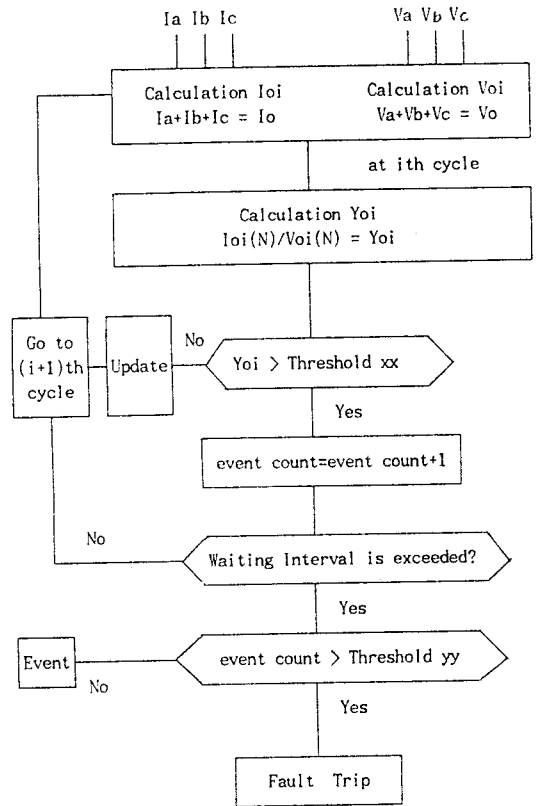 Ia Ib Ic
Va Vb Vc
Calculation Ioi
Ia+Ib+Ic = Io
Calculation Voi
Va+Vb+Vc = Vo
at ith cycle
Calculation Yoi
Ioi(N)/Voi(N) = Yoi
Go to
(i+1)th
cycle
Update
No
Yoi > Threshold xx
Yes
event count=event count+1
No
Waiting Interval is exceeded?
Yes
Event
No
event count > Threshold yy
Yes
Fault Trip